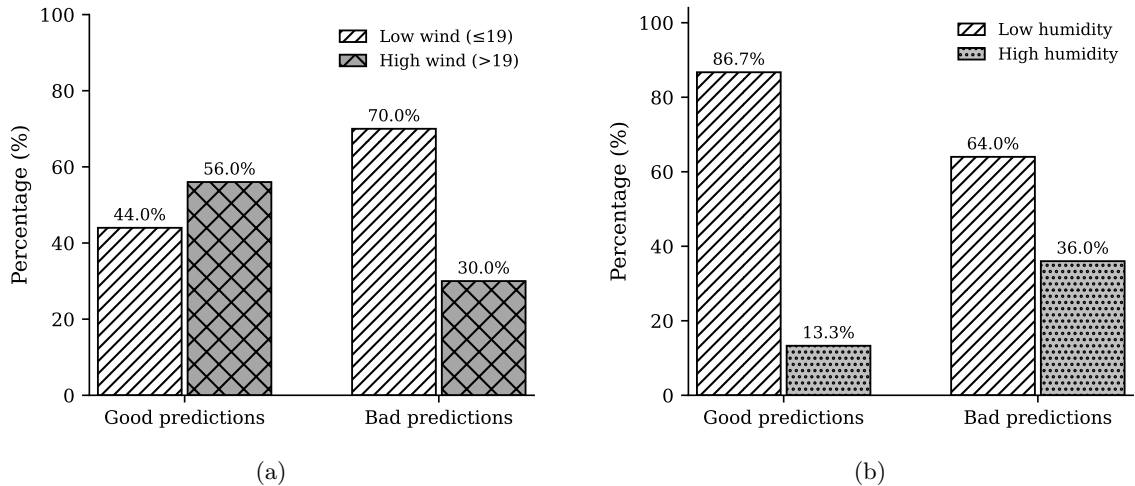 100
80
60
40
20
0
Percentage (%)
Low wind (≤19)
High wind (>19)
44.0%
56.0%
70.0%
30.0%
Good predictions
Bad predictions
(a)
100
80
60
40
20
0
Percentage (%)
Low humidity
High humidity
86.7%
13.3%
64.0%
36.0%
Good predictions
Bad predictions
(b)